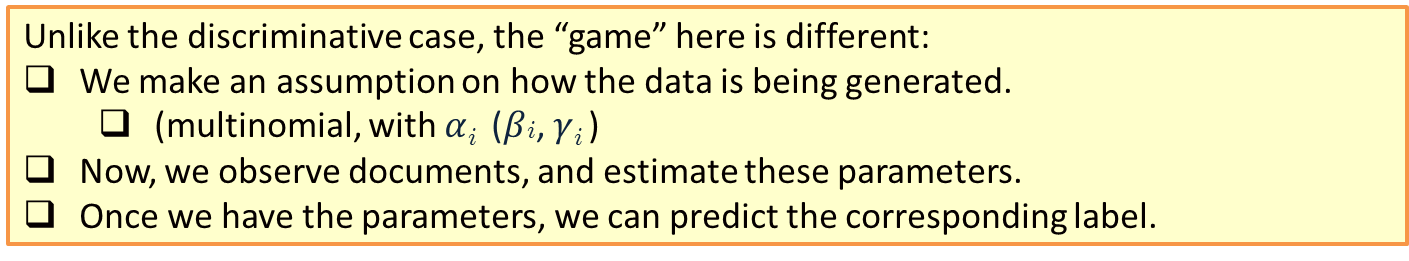 Unlike the discriminative case, the “game” here is different:
❑ We make an assumption on how the data is being generated.
❑ (multinomial, with 𝛼ᵢ (𝛽ᵢ, 𝛾ᵢ)
❑ Now, we observe documents, and estimate these parameters.
❑ Once we have the parameters, we can predict the corresponding label.